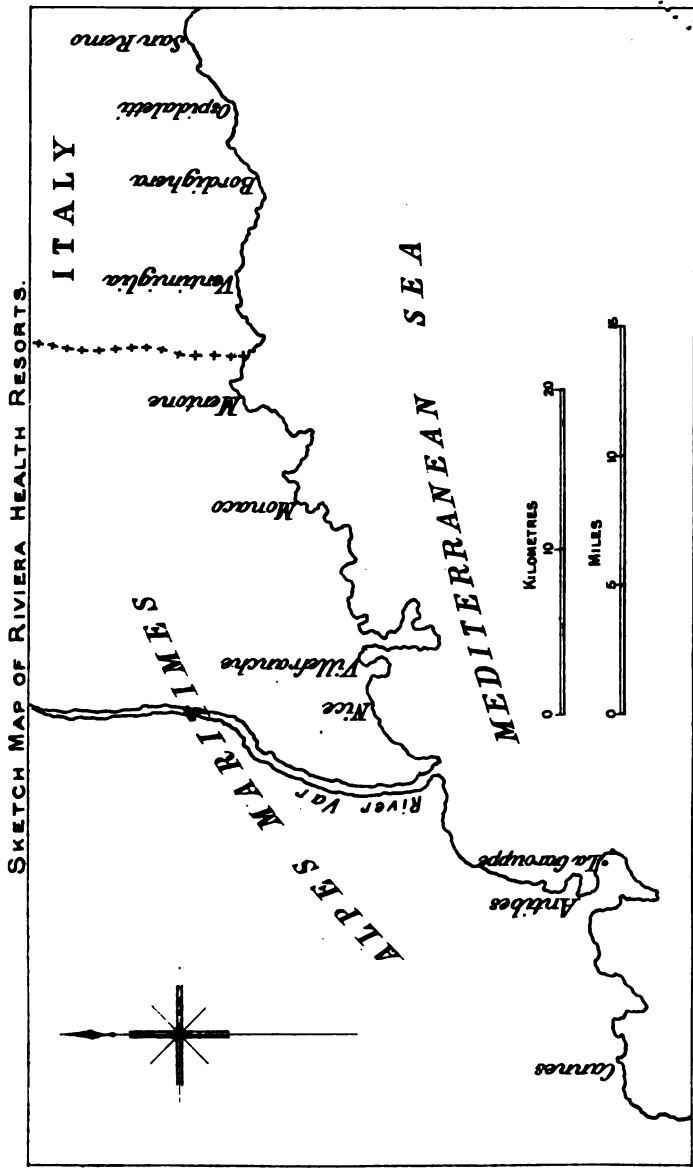 SKETCH MAP OF RIVIERA HEALTH RESORTS.
ITALY
San Remo
Ospidaletti
Bordighera
Ventimiglia
Mentone
Monaco
Villefranche
Nice
ALPES MARITIMES
River Var
La Garouppe
Antibes
Cannes
MEDITERRANEAN SEA
KILOMETRES
0 10 20
MILES
0 5 10 15